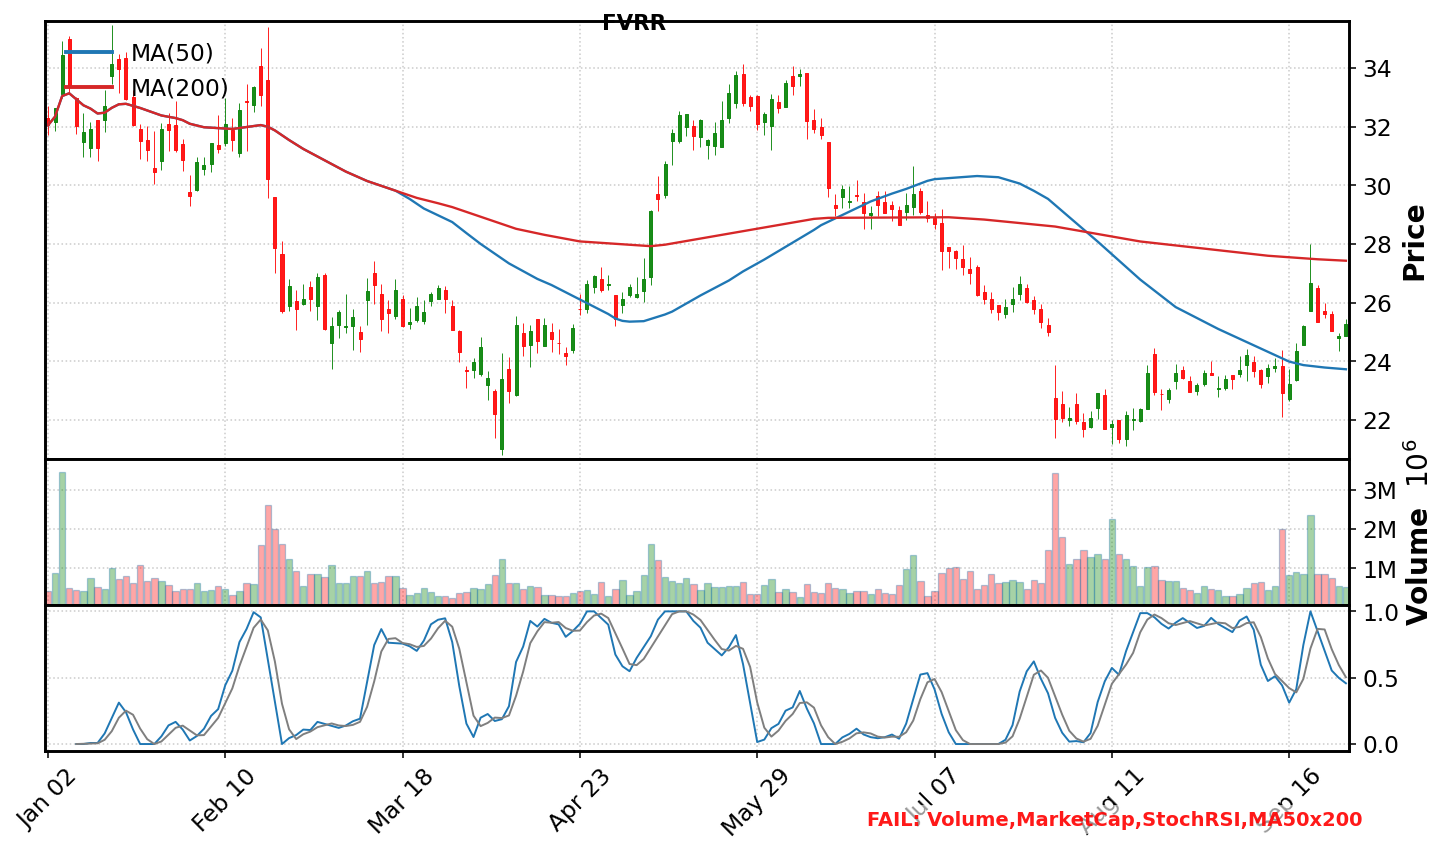 FVRR
MA(50)
MA(200)
34
32
30
28
26
24
22
Price
3M
2M
1M
Volume 10⁶
1.0
0.5
0.0
Jan 02
Feb 10
Mar 18
Apr 23
May 29
Jul 07
Aug 11
Sep 16
FAIL: Volume,MarketCap,StochRSI,MA50x200